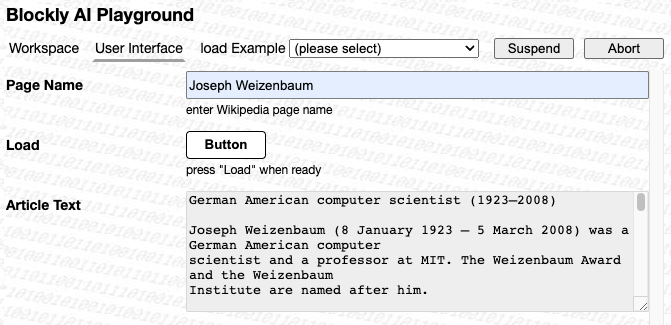 Blockly AI Playground
Workspace User Interface load Example (please select) Suspend Abort
Page Name Joseph Weizenbaum
enter Wikipedia page name
Load Button
press "Load" when ready
Article Text German American computer scientist (1923–2008)
Joseph Weizenbaum (8 January 1923 – 5 March 2008) was a
German American computer
scientist and a professor at MIT. The Weizenbaum Award
and the Weizenbaum
Institute are named after him.